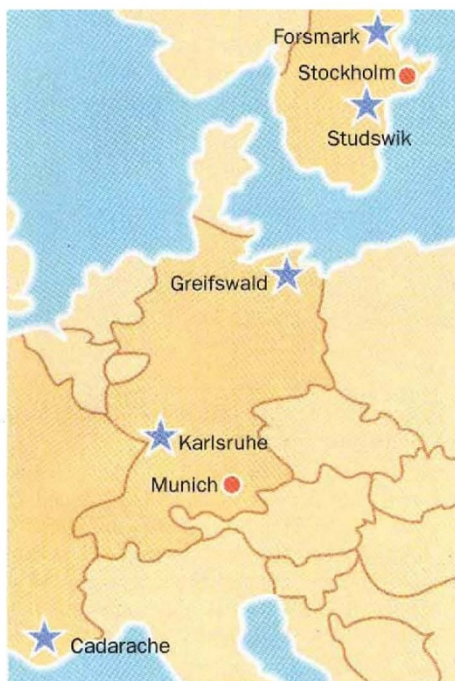 Forsmark
Stockholm
Studswik
Greifswald
Karlsruhe
Munich
Cadarache